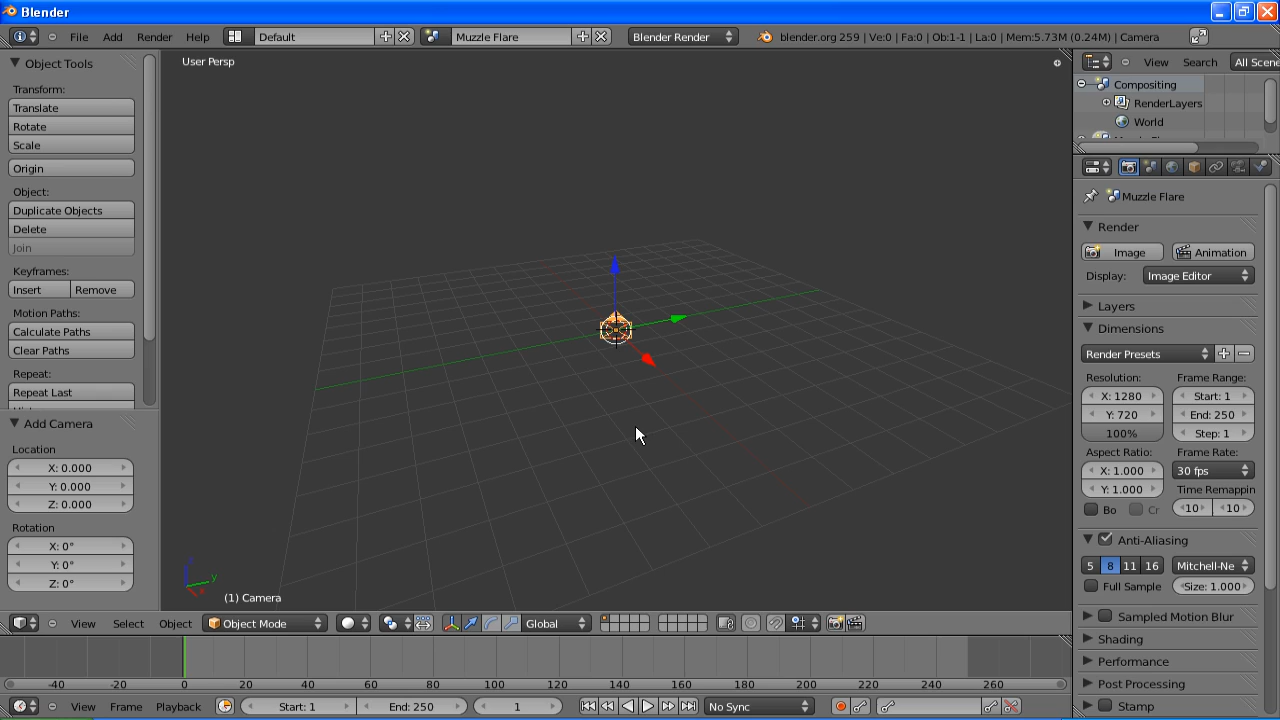 Blender
File Add Render Help Default Muzzle Flare Blender Render blender.org 259 | Ve:0 | Fa:0 | Ob:1-1 | La:0 | Mem:5.73M (0.24M) | Camera
Object Tools
Transform:
Translate
Rotate
Scale
Origin
Object:
Duplicate Objects
Delete
Join
Keyframes:
Insert Remove
Motion Paths:
Calculate Paths
Clear Paths
Repeat:
Repeat Last
Add Camera
Location
X: 0.000
Y: 0.000
Z: 0.000
Rotation
X: 0°
Y: 0°
Z: 0°
User Persp
z
y
x
(1) Camera
View Select Object Object Mode Global
-40 -20 0 20 40 60 80 100 120 140 160 180 200 220 240 260
View Frame Playback Start: 1 End: 250 1 No Sync
View Search All Scene
Compositing
RenderLayers
World
Muzzle Flare
Render
Image Animation
Display: Image Editor
Layers
Dimensions
Render Presets
Resolution: Frame Range:
X: 1280 Start: 1
Y: 720 End: 250
100% Step: 1
Aspect Ratio: Frame Rate:
X: 1.000 30 fps
Y: 1.000 Time Remappin
Bo Cr 10 10
Anti-Aliasing
5 8 11 16 Mitchell-Ne
Full Sample Size: 1.000
Sampled Motion Blur
Shading
Performance
Post Processing
Stamp